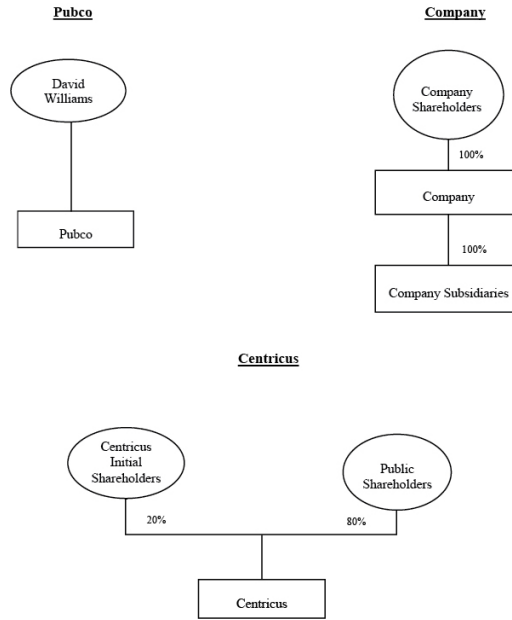 Pubco
David
Williams
Pubco
Company
Company
Shareholders
100%
Company
100%
Company Subsidiaries
Centricus
Centricus
Initial
Shareholders
Public
Shareholders
20%
80%
Centricus